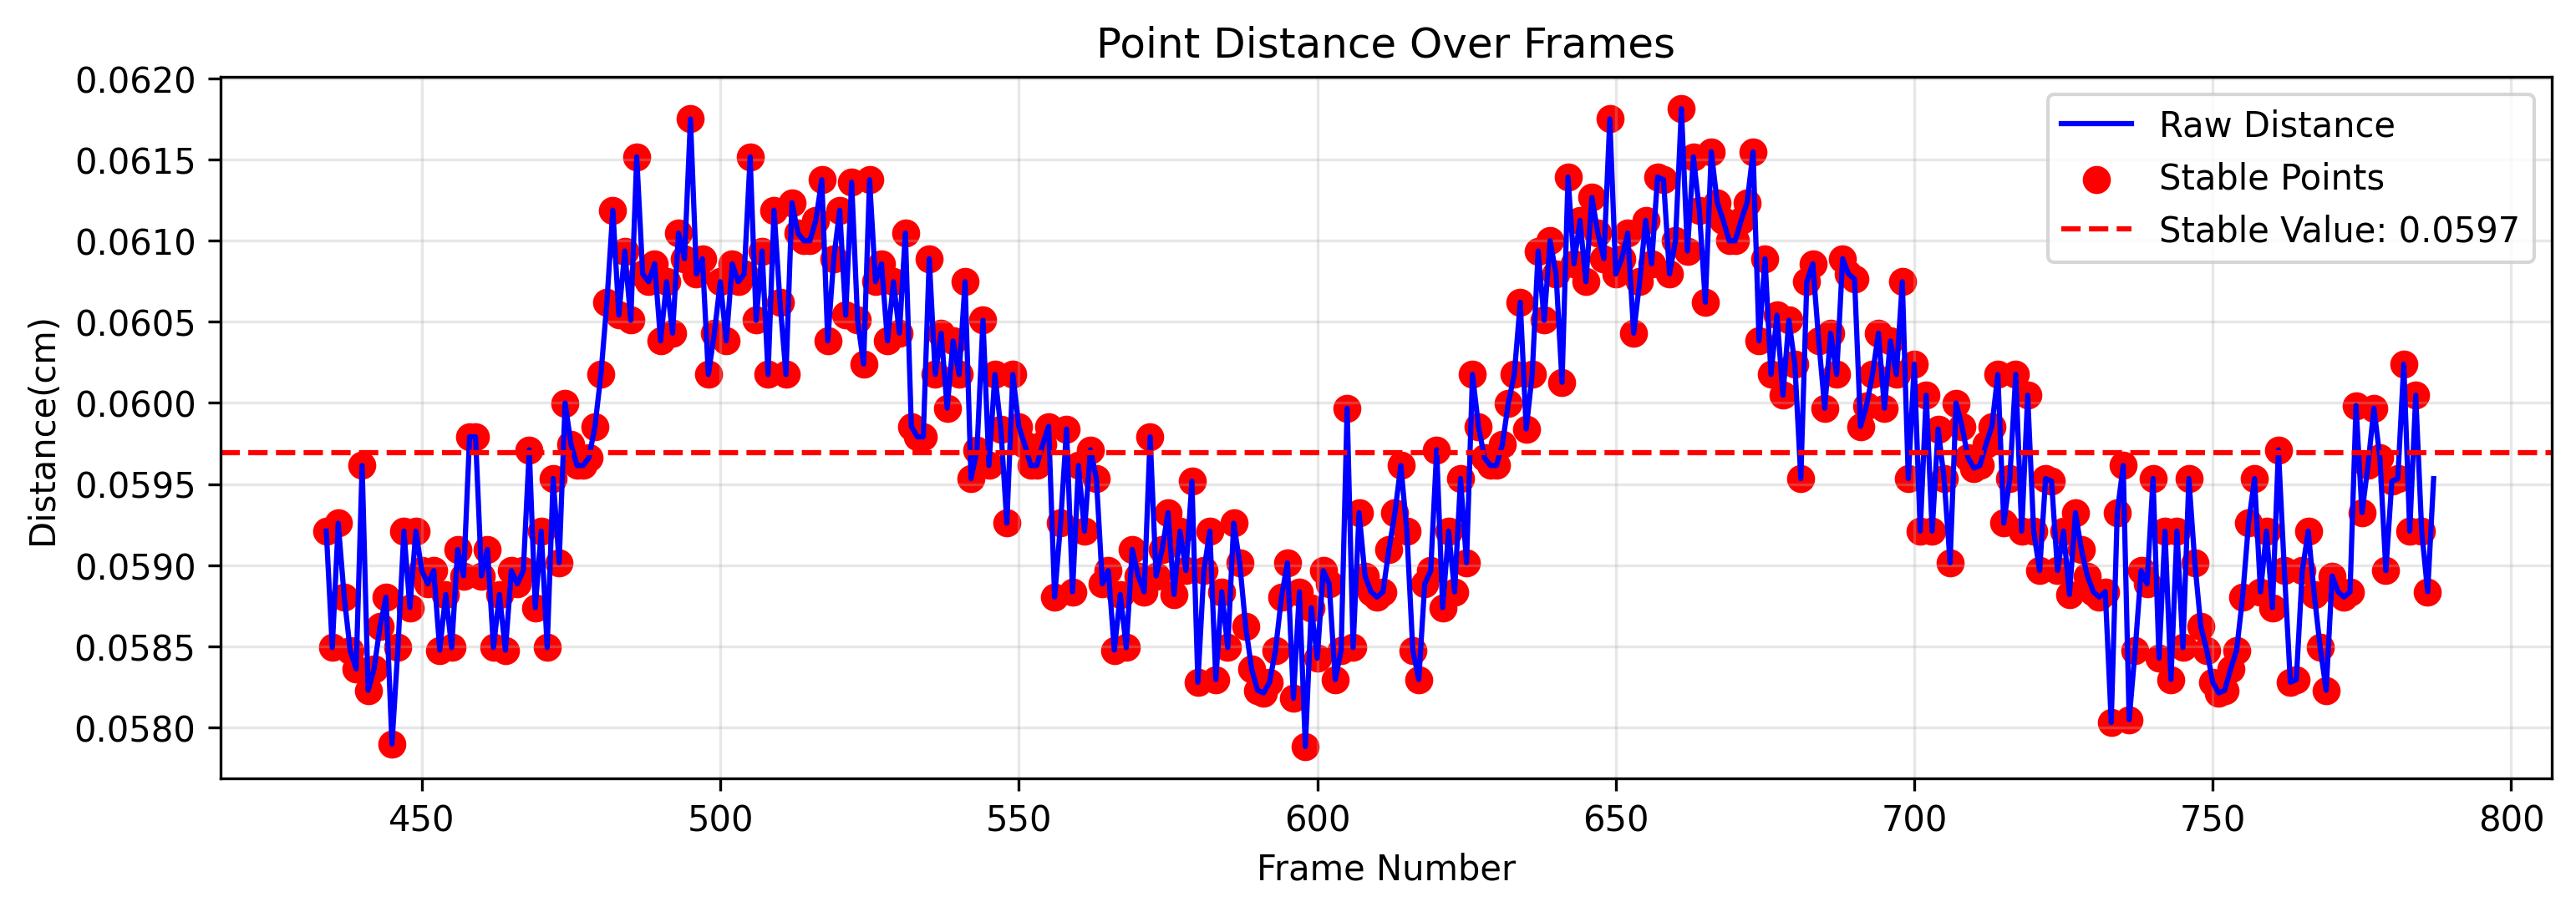 Point Distance Over Frames
0.0620
0.0615
0.0610
0.0605
0.0600
0.0595
0.0590
0.0585
0.0580
Distance(cm)
Raw Distance
Stable Points
Stable Value: 0.0597
450 500 550 600 650 700 750 800
Frame Number